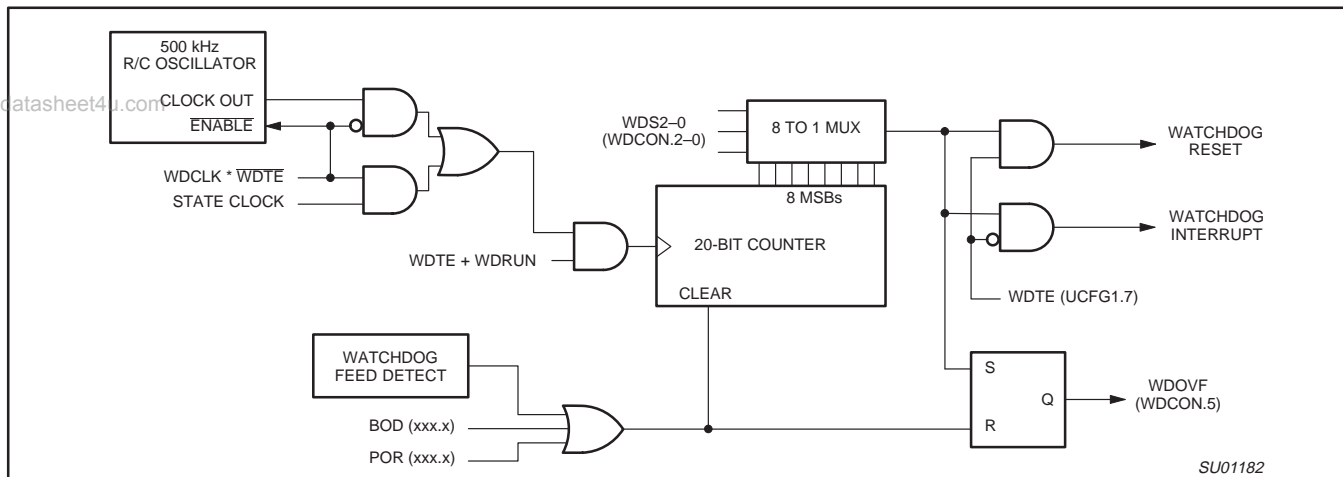 500 kHz
R/C OSCILLATOR
datasheet4u.com
CLOCK OUT
ENABLE
WDCLK * WDTE
STATE CLOCK
WDTE + WDRUN
WDS2–0
(WDCON.2–0)
8 TO 1 MUX
8 MSBs
20-BIT COUNTER
CLEAR
WATCHDOG
RESET
WATCHDOG
INTERRUPT
WDTE (UCFG1.7)
WATCHDOG
FEED DETECT
BOD (xxx.x)
POR (xxx.x)
S
Q
R
WDOVF
(WDCON.5)
SU01182